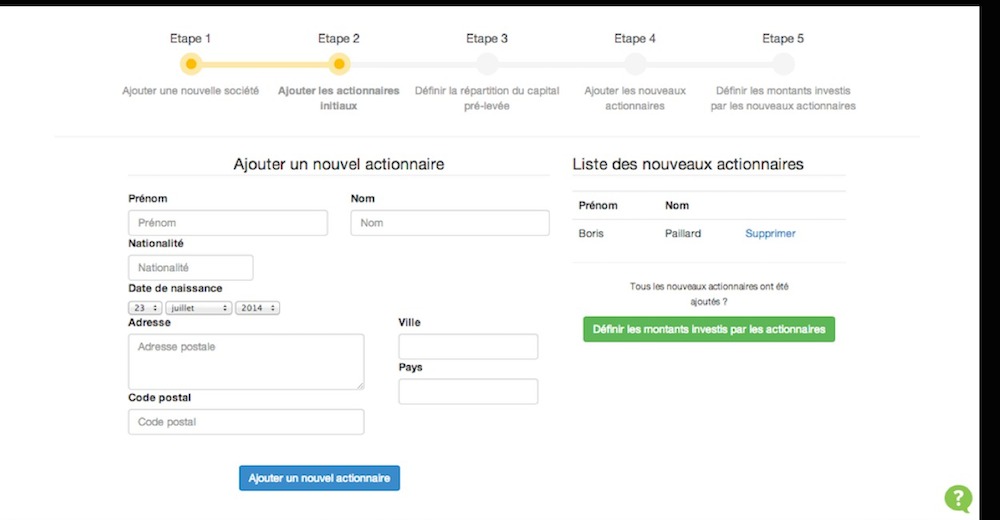 Etape 1
Etape 2
Etape 3
Etape 4
Etape 5
Ajouter une nouvelle société
Ajouter les actionnaires
initiaux
Définir la répartition du capital
pré-levée
Ajouter les nouveaux
actionnaires
Définir les montants investis
par les nouveaux actionnaires
Ajouter un nouvel actionnaire
Prénom
Nom
Prénom
Nom
Nationalité
Nationalité
Date de naissance
23
juillet
2014
Adresse
Ville
Adresse postale
Pays
Code postal
Code postal
Ajouter un nouvel actionnaire
Liste des nouveaux actionnaires
Prénom Nom
Boris Paillard Supprimer
Tous les nouveaux actionnaires ont été
ajoutés ?
Définir les montants investis par les actionnaires
?